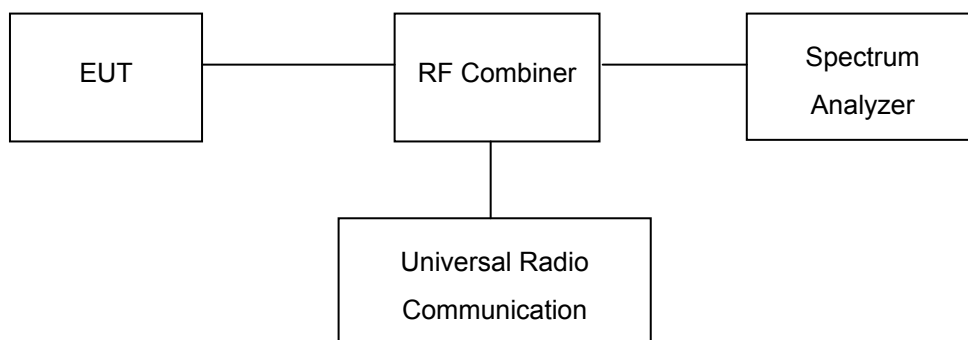 EUT
RF Combiner
Spectrum
Analyzer
Universal Radio
Communication